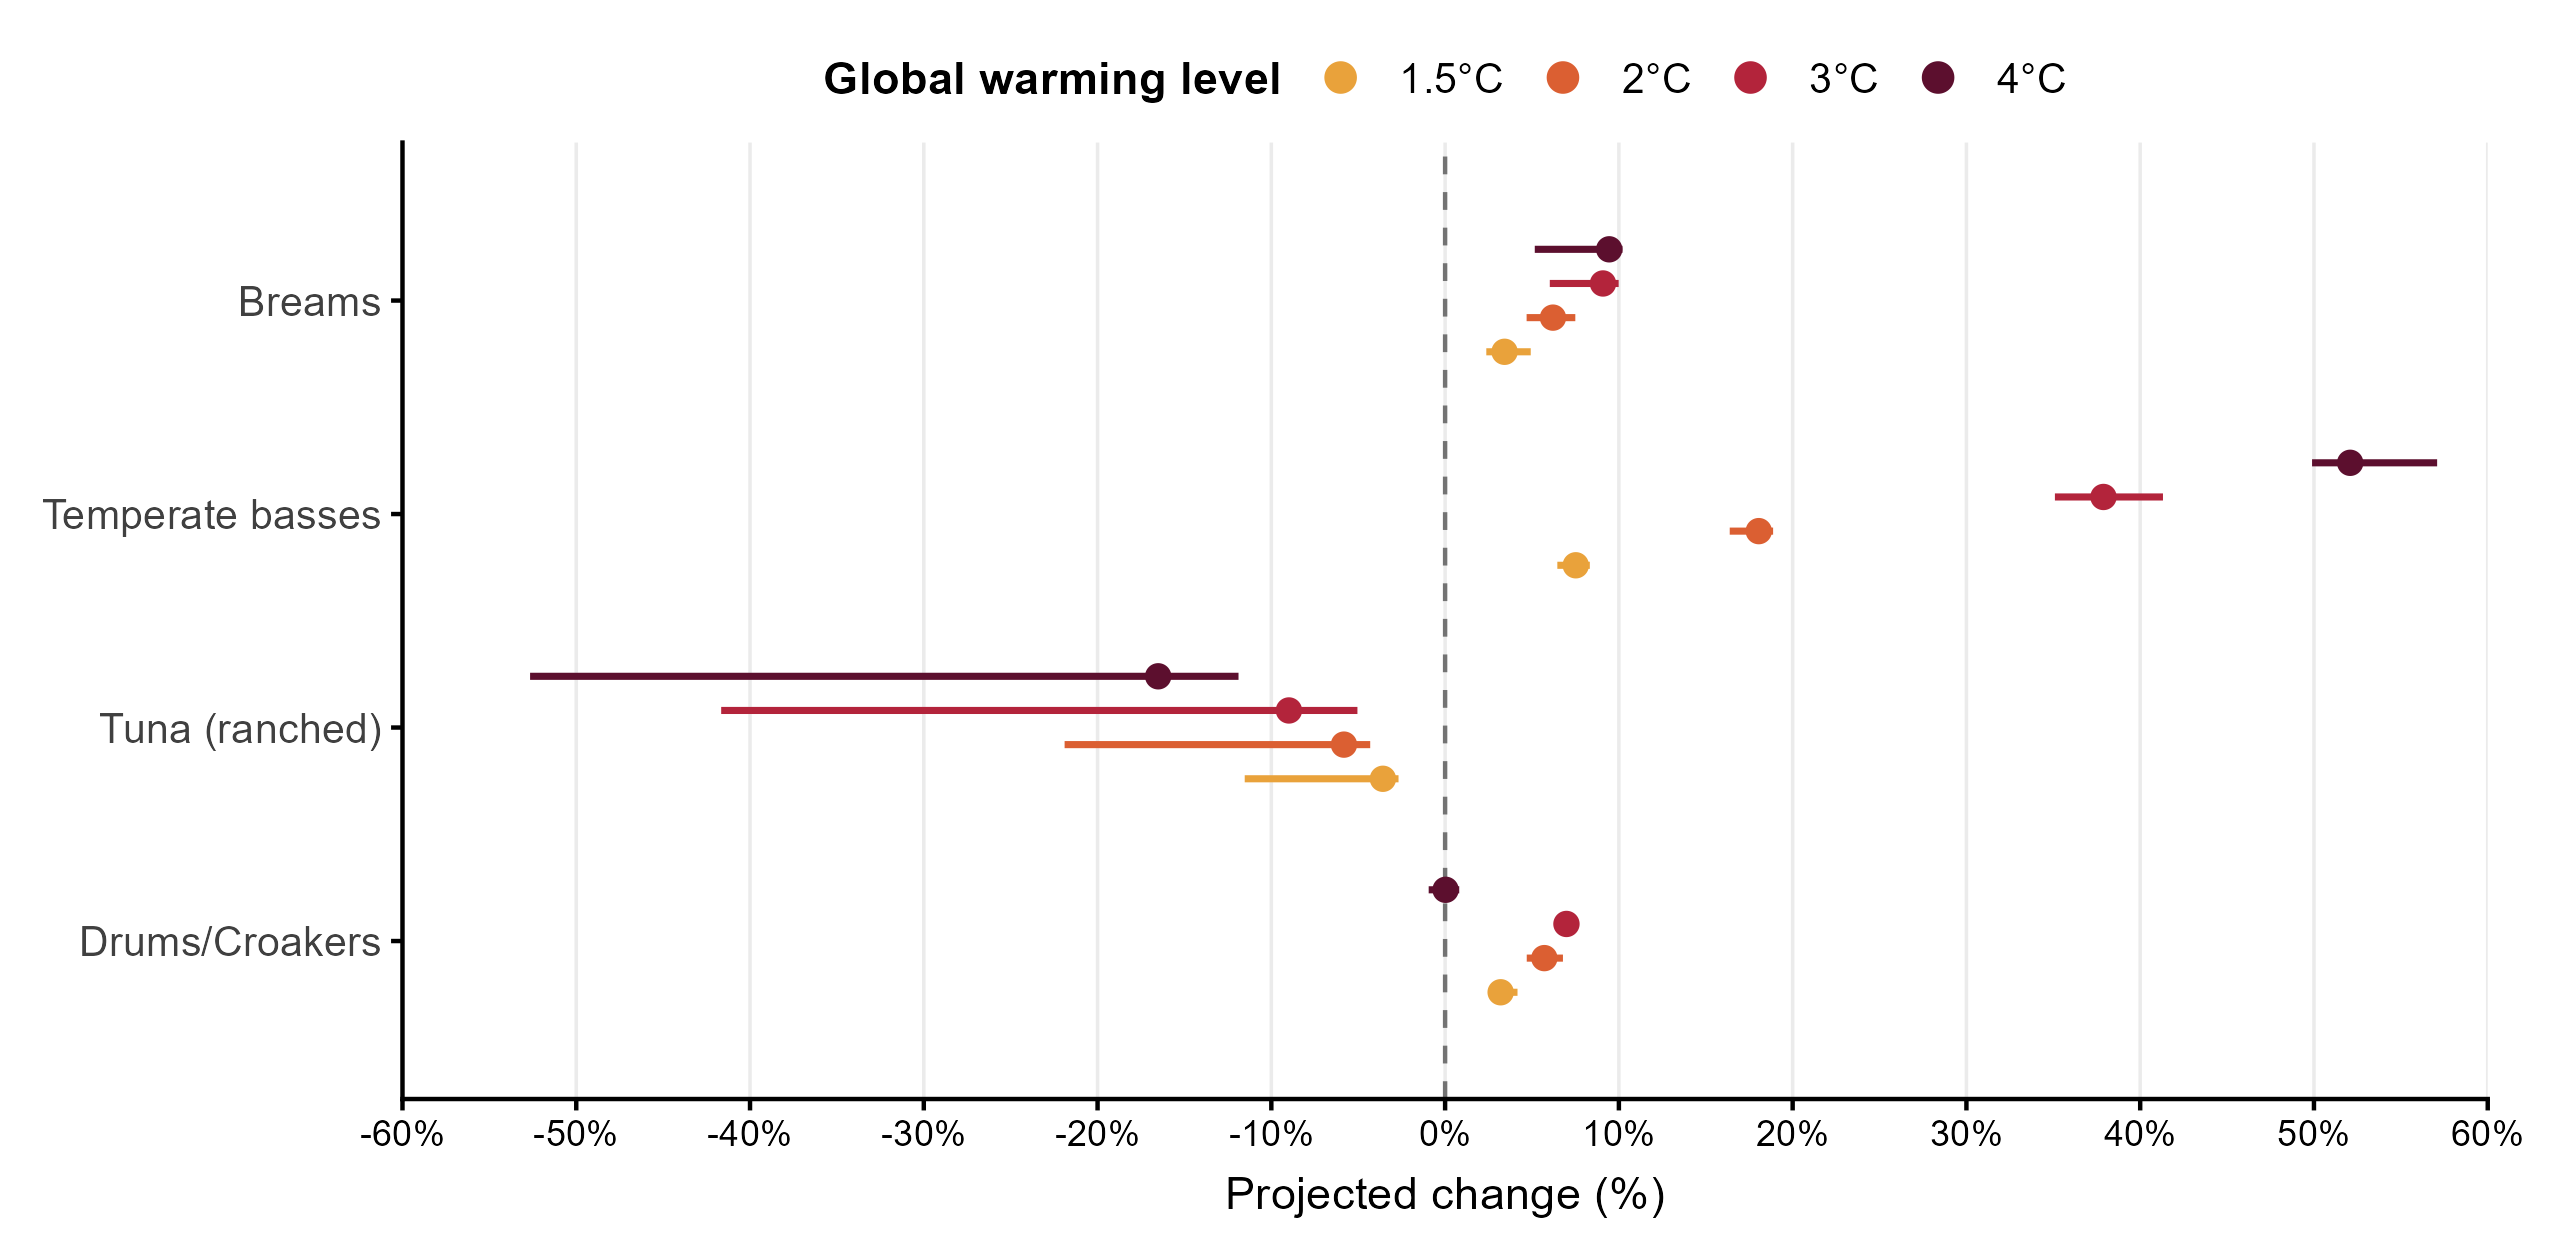 Global warming level 1.5°C 2°C 3°C 4°C
Breams
Temperate basses
Tuna (ranched)
Drums/Croakers
-60% -50% -40% -30% -20% -10% 0% 10% 20% 30% 40% 50% 60%
Projected change (%)